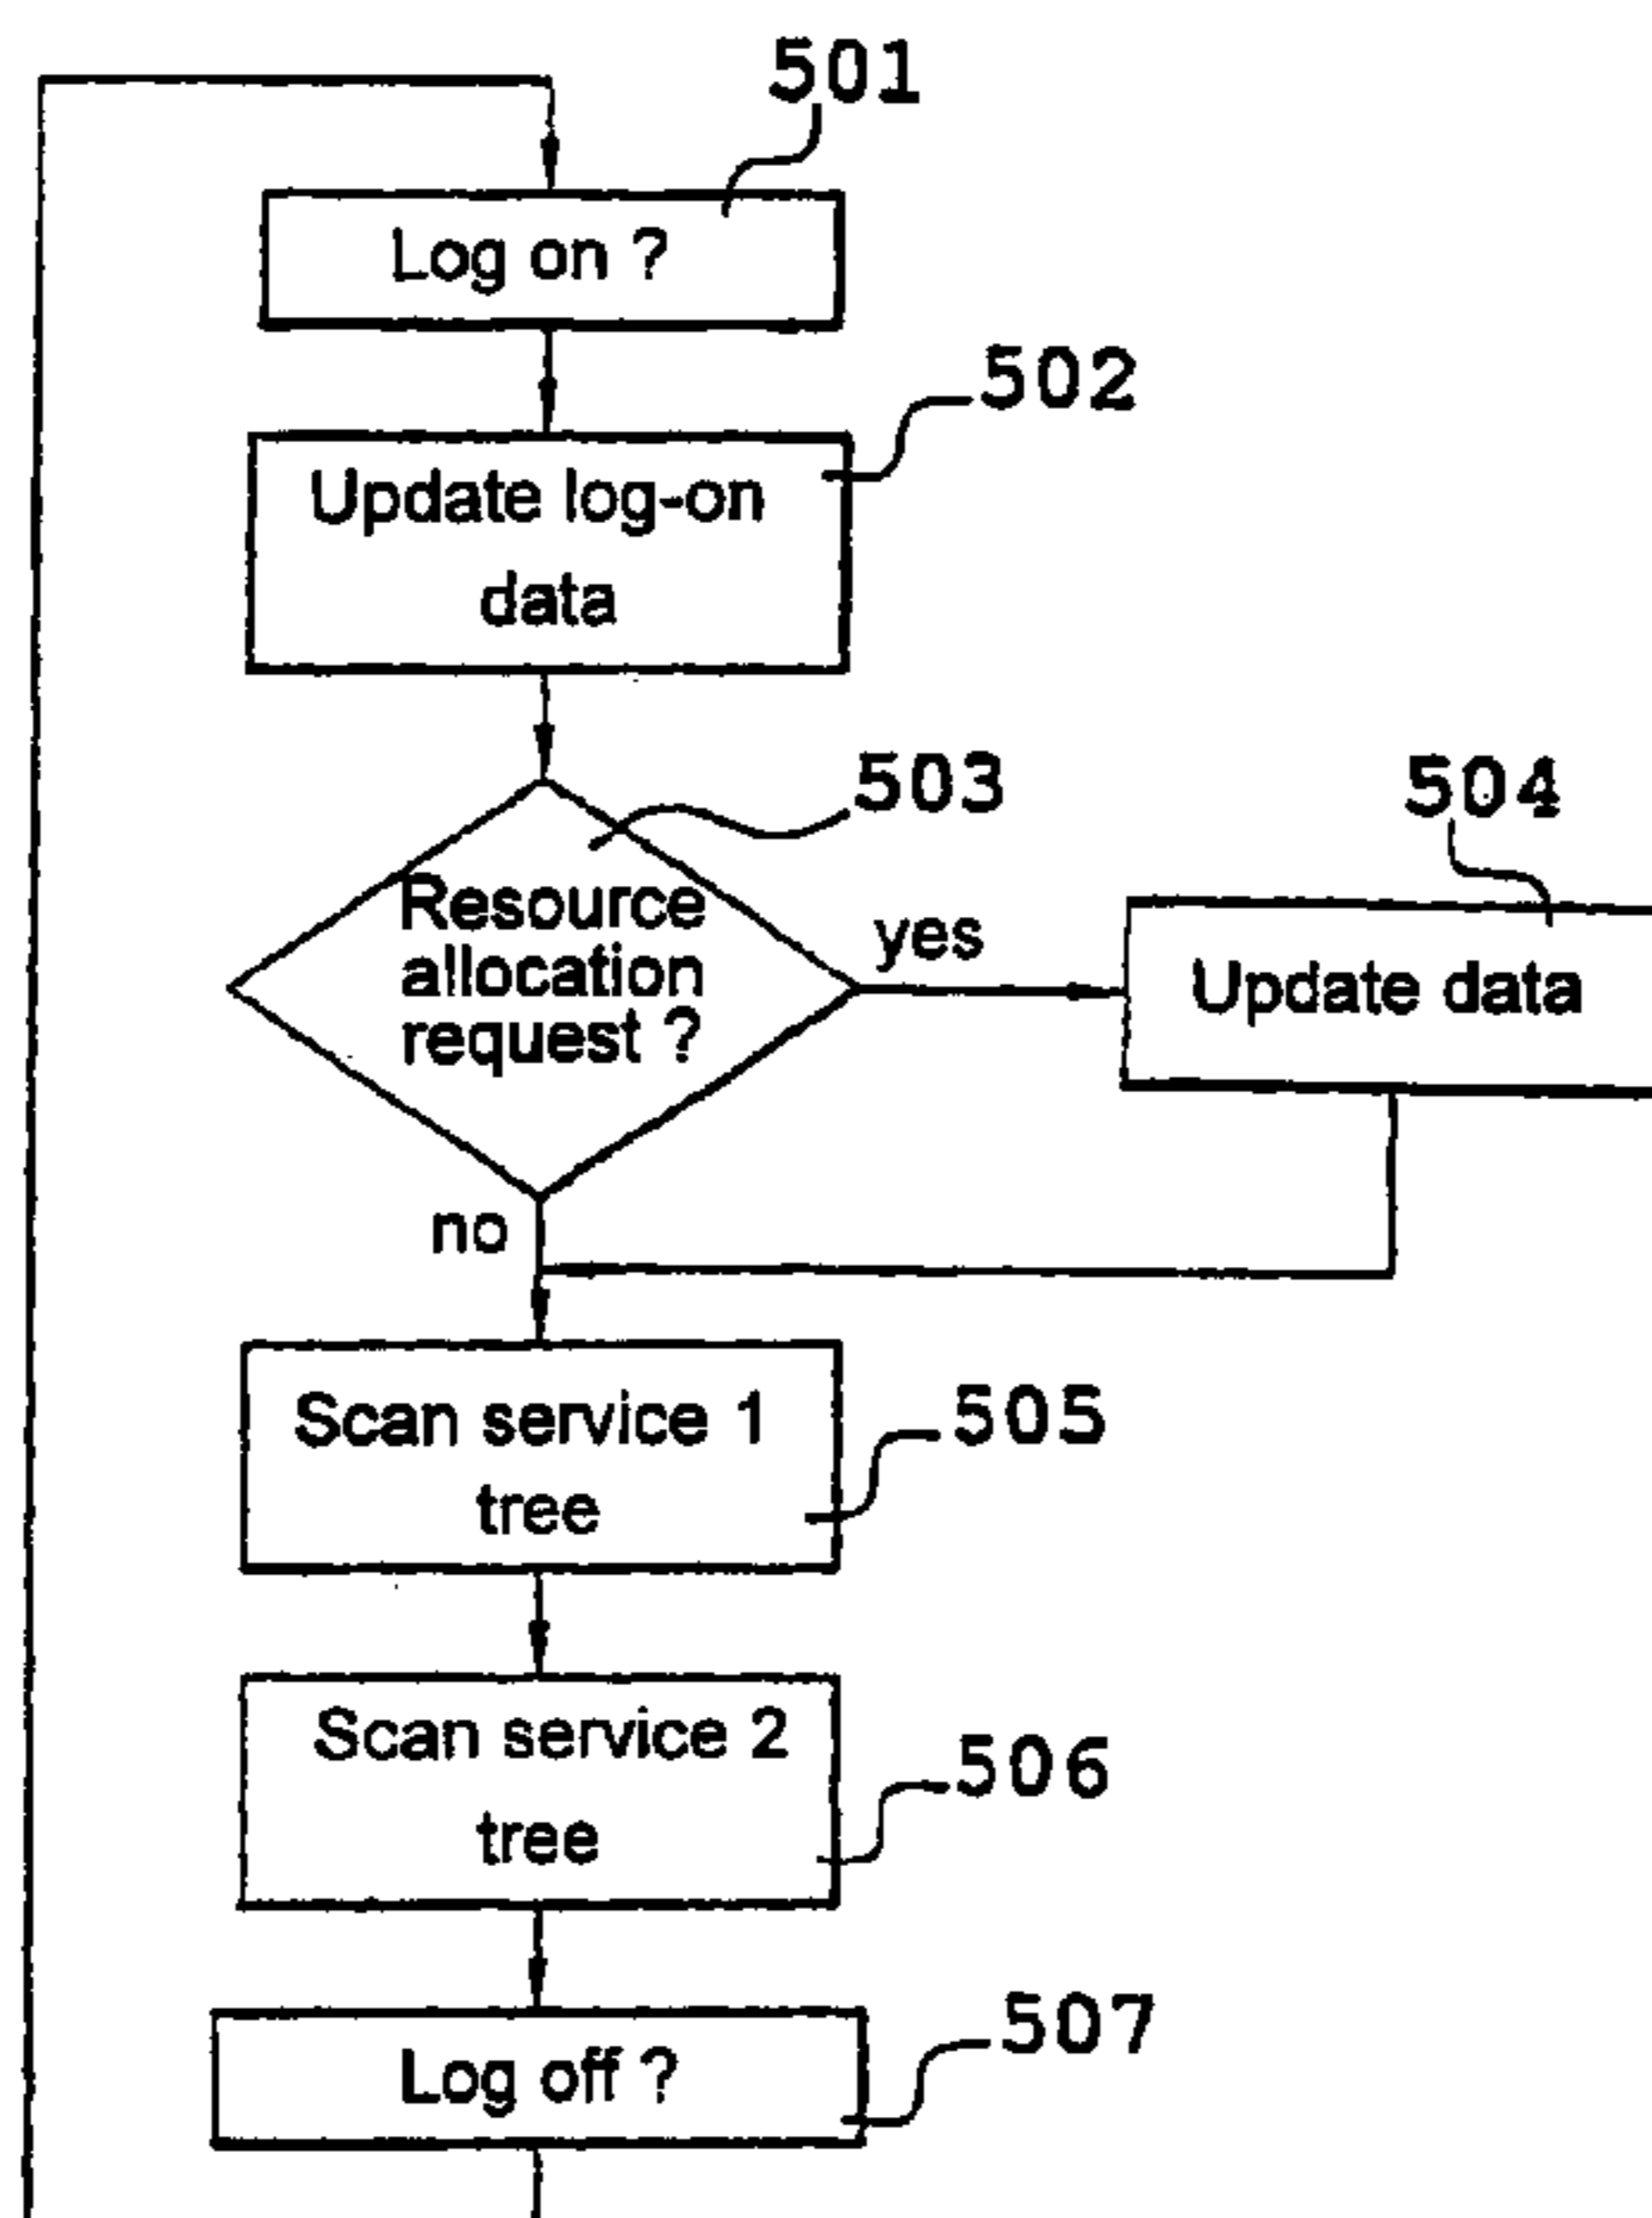 501
Log on ?
502
Update log-on
data
503
504
Resource
allocation
request ?
yes
Update data
no
Scan service 1
tree
505
Scan service 2
tree
506
507
Log off ?